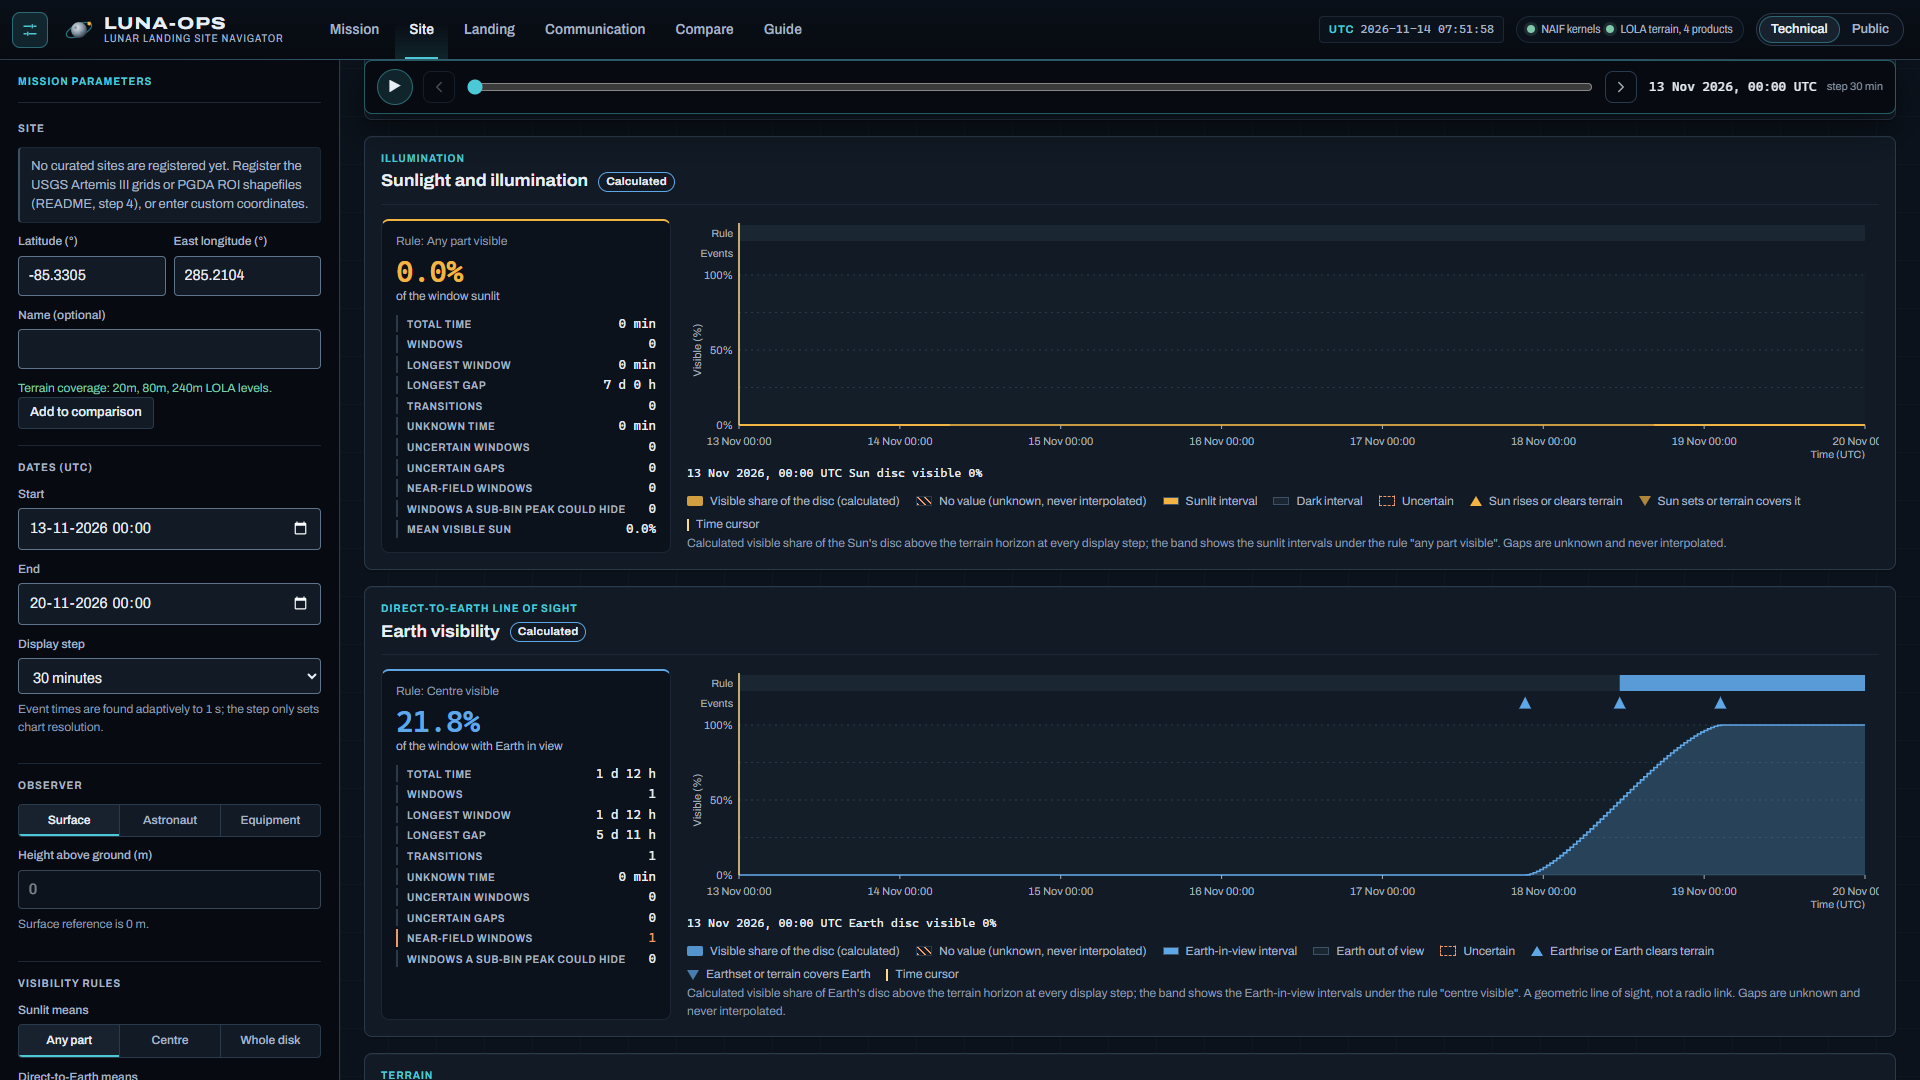 LUNA-OPS
LUNAR LANDING SITE NAVIGATOR
Mission
Site
Landing
Communication
Compare
Guide
UTC 2026-11-14 07:51:58
NAIF kernels
LOLA terrain, 4 products
Technical
Public
MISSION PARAMETERS
SITE
No curated sites are registered yet. Register the
USGS Artemis III grids or PGDA ROI shapefiles
(README, step 4), or enter custom coordinates.
Latitude (°)
East longitude (°)
-85.3305
285.2104
Name (optional)
Terrain coverage: 20m, 80m, 240m LOLA levels.
Add to comparison
DATES (UTC)
Start
13-11-2026 00:00
End
20-11-2026 00:00
Display step
30 minutes
Event times are found adaptively to 1 s; the step only sets
chart resolution.
OBSERVER
Surface
Astronaut
Equipment
Height above ground (m)
0
Surface reference is 0 m.
VISIBILITY RULES
Sunlit means
Any part
Centre
Whole disk
Direct-to-Earth means
13 Nov 2026, 00:00 UTC
step 30 min
ILLUMINATION
Sunlight and illumination
Calculated
Rule: Any part visible
0.0%
of the window sunlit
TOTAL TIME 0 min
WINDOWS 0
LONGEST WINDOW 0 min
LONGEST GAP 7 d 0 h
TRANSITIONS 0
UNKNOWN TIME 0 min
UNCERTAIN WINDOWS 0
UNCERTAIN GAPS 0
NEAR-FIELD WINDOWS 0
WINDOWS A SUB-BIN PEAK COULD HIDE 0
MEAN VISIBLE SUN 0.0%
Rule
Events
100%
50%
0%
Visible (%)
13 Nov 00:00
14 Nov 00:00
15 Nov 00:00
16 Nov 00:00
17 Nov 00:00
18 Nov 00:00
19 Nov 00:00
20 Nov 0
Time (UTC)
13 Nov 2026, 00:00 UTC Sun disc visible 0%
Visible share of the disc (calculated)
No value (unknown, never interpolated)
Sunlit interval
Dark interval
Uncertain
Sun rises or clears terrain
Sun sets or terrain covers it
Time cursor
Calculated visible share of the Sun's disc above the terrain horizon at every display step; the band shows the sunlit intervals under the rule "any part visible". Gaps are unknown and never interpolated.
DIRECT-TO-EARTH LINE OF SIGHT
Earth visibility
Calculated
Rule: Centre visible
21.8%
of the window with Earth in view
TOTAL TIME 1 d 12 h
WINDOWS 1
LONGEST WINDOW 1 d 12 h
LONGEST GAP 5 d 11 h
TRANSITIONS 1
UNKNOWN TIME 0 min
UNCERTAIN WINDOWS 0
UNCERTAIN GAPS 0
NEAR-FIELD WINDOWS 1
WINDOWS A SUB-BIN PEAK COULD HIDE 0
Rule
Events
100%
50%
0%
Visible (%)
13 Nov 00:00
14 Nov 00:00
15 Nov 00:00
16 Nov 00:00
17 Nov 00:00
18 Nov 00:00
19 Nov 00:00
20 Nov 0
Time (UTC)
13 Nov 2026, 00:00 UTC Earth disc visible 0%
Visible share of the disc (calculated)
No value (unknown, never interpolated)
Earth-in-view interval
Earth out of view
Uncertain
Earthrise or Earth clears terrain
Earthset or terrain covers Earth
Time cursor
Calculated visible share of Earth's disc above the terrain horizon at every display step; the band shows the Earth-in-view intervals under the rule "centre visible". A geometric line of sight, not a radio link. Gaps are unknown and
never interpolated.
TERRAIN